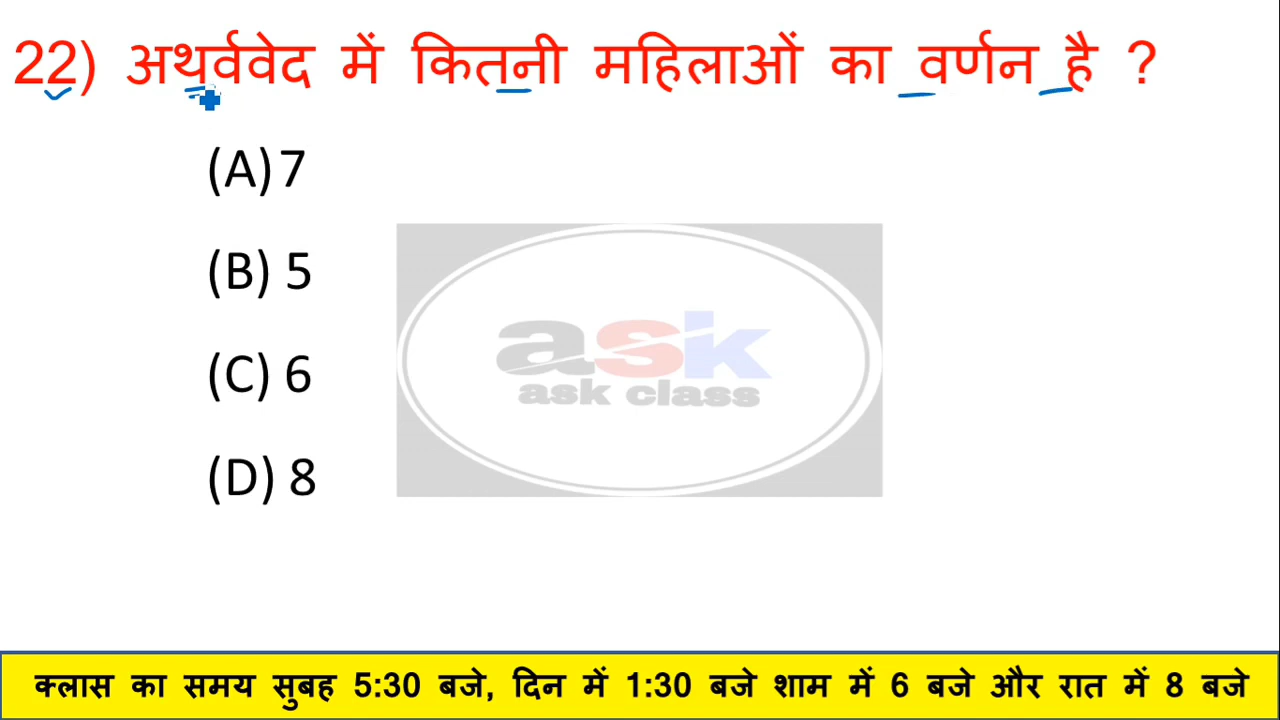 22) अथर्ववेद में कितनी महिलाओं का वर्णन है ?
(A) 7
(B) 5
(C) 6
(D) 8
ask
ask class
क्लास का समय सुबह 5:30 बजे, दिन में 1:30 बजे शाम में 6 बजे और रात में 8 बजे